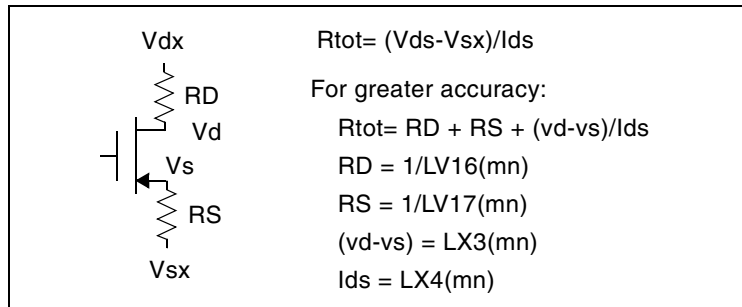 Vdx
RD
Vd
Vs
RS
Vsx
Rtot= (Vds-Vsx)/Ids
For greater accuracy:
Rtot= RD + RS + (vd-vs)/Ids
RD = 1/LV16(mn)
RS = 1/LV17(mn)
(vd-vs) = LX3(mn)
Ids = LX4(mn)